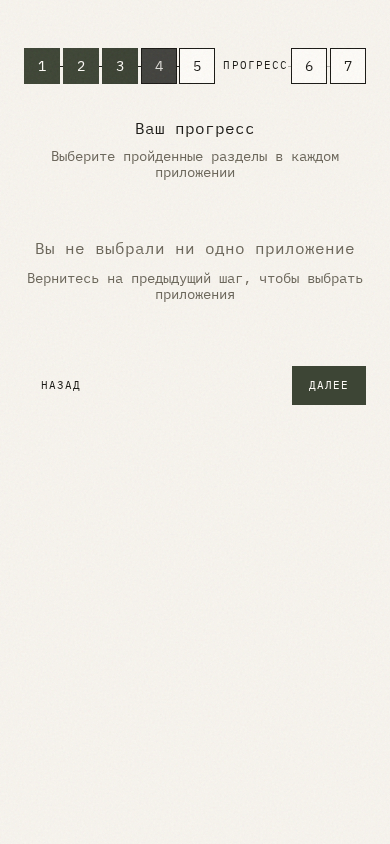 1 2 3 4 5 ПРОГРЕСС 6 7
Ваш прогресс
Выберите пройденные разделы в каждом
приложении
Вы не выбрали ни одно приложение
Вернитесь на предыдущий шаг, чтобы выбрать
приложения
НАЗАД ДАЛЕЕ